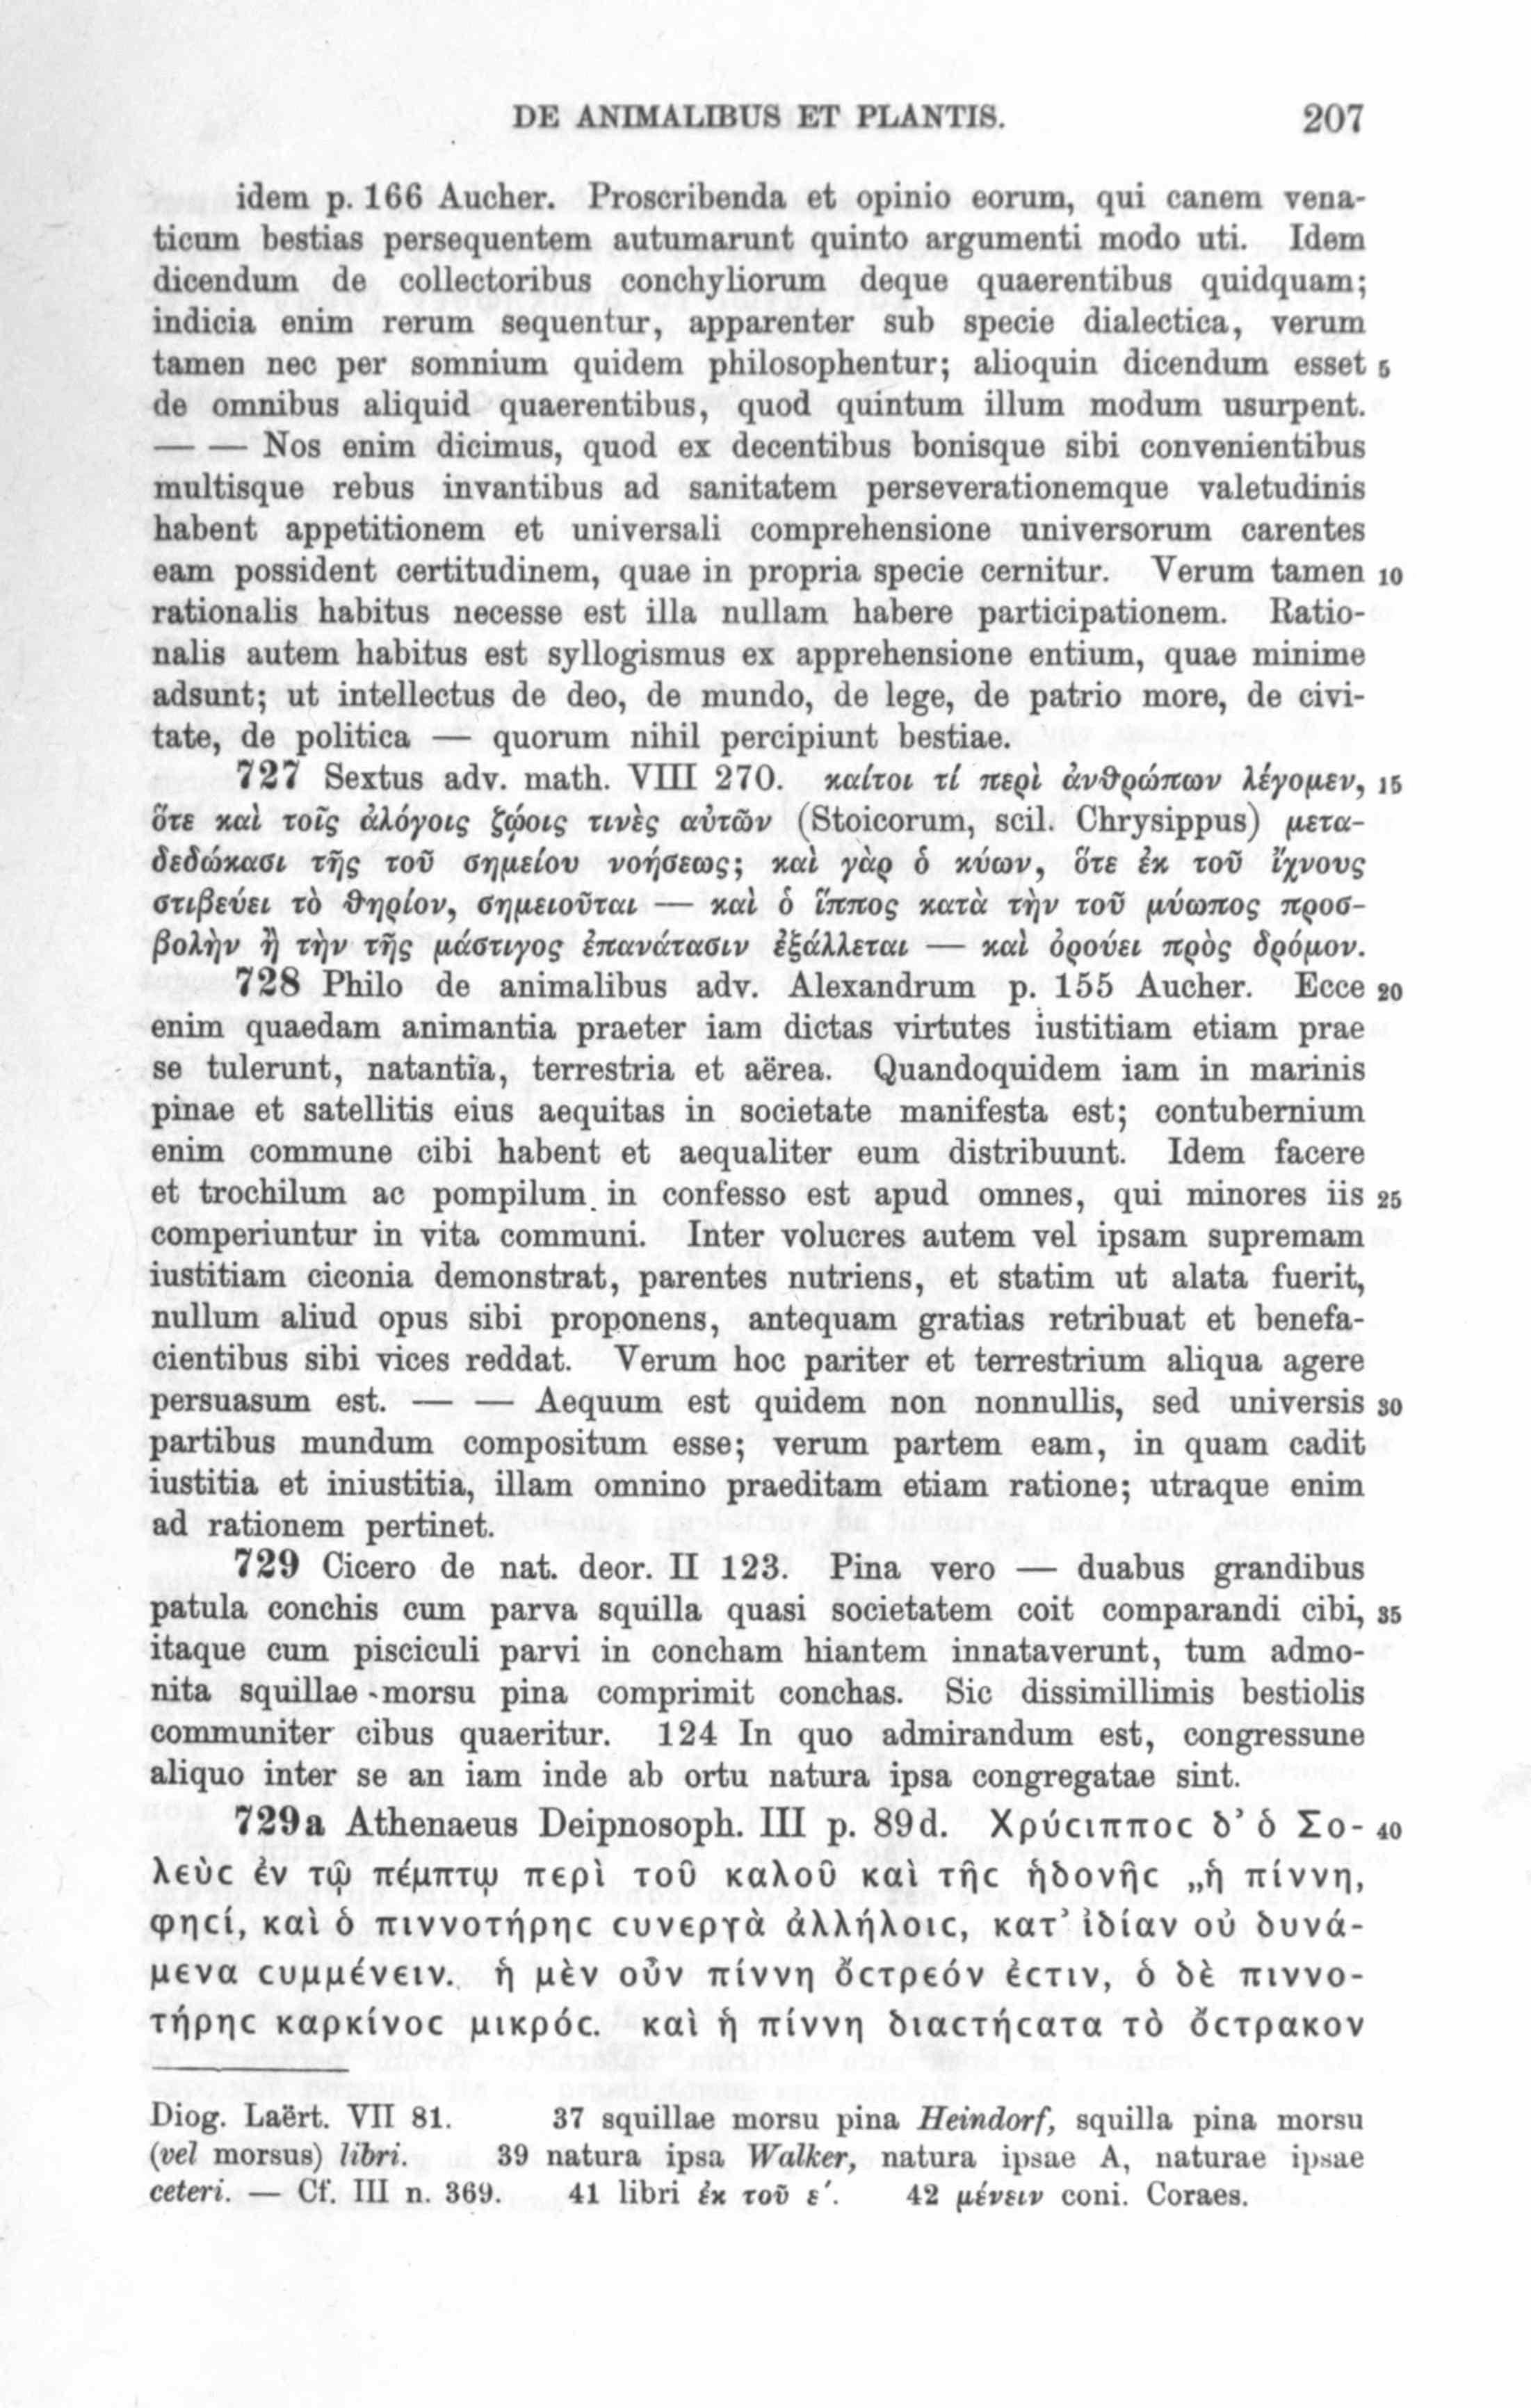 DE ANIMALIBUS ET PLANTIS. 207
idem p. 166 Aucher. Proscribenda et opinio eorum, qui canem vena-
ticum bestias persequentem autumarunt quinto argumenti modo uti. Idem
dicendum de collectoribus conchyliorum deque quaerentibus quidquam;
indicia enim rerum sequentur, apparenter sub specie dialectica, verum
tamen nec per somnium quidem philosophentur; alioquin dicendum esset 5
de omnibus aliquid quaerentibus, quod quintum illum modum usurpent.
— — Nos enim dicimus, quod ex decentibus bonisque sibi convenientibus
multisque rebus invantibus ad sanitatem perseverationemque valetudinis
habent appetitionem et universali comprehensione universorum carentes
eam possident certitudinem, quae in propria specie cernitur. Verum tamen 10
rationalis habitus necesse est illa nullam habere participationem. Ratio-
nalis autem habitus est syllogismus ex apprehensione entium, quae minime
adsunt; ut intellectus de deo, de mundo, de lege, de patrio more, de civi-
tate, de politica — quorum nihil percipiunt bestiae.
727 Sextus adv. math. VIII 270. καίτοι τί περὶ ἀνθρώπων λέγομεν, 15
ὅτε καὶ τοῖς ἀλόγοις ζῴοις τινὲς αὐτῶν (Stoicorum, scil. Chrysippus) μετα-
δεδώκασι τῆς τοῦ σημείου νοήσεως; καὶ γὰρ ὁ κύων, ὅτε ἐκ τοῦ ἴχνους
στιβεύει τὸ θηρίον, σημειοῦται — καὶ ὁ ἵππος κατὰ τὴν τοῦ μύωπος προσ-
βολὴν ἢ τὴν τῆς μάστιγος ἐπανάτασιν ἐξάλλεται — καὶ ὀρούει πρὸς δρόμον.
728 Philo de animalibus adv. Alexandrum p. 155 Aucher. Ecce 20
enim quaedam animantia praeter iam dictas virtutes iustitiam etiam prae
se tulerunt, natantia, terrestria et aërea. Quandoquidem iam in marinis
pinae et satellitis eius aequitas in societate manifesta est; contubernium
enim commune cibi habent et aequaliter eum distribuunt. Idem facere
et trochilum ac pompilum in confesso est apud omnes, qui minores iis 25
comperiuntur in vita communi. Inter volucres autem vel ipsam supremam
iustitiam ciconia demonstrat, parentes nutriens, et statim ut alata fuerit,
nullum aliud opus sibi proponens, antequam gratias retribuat et benefa-
cientibus sibi vices reddat. Verum hoc pariter et terrestrium aliqua agere
persuasum est. — — Aequum est quidem non nonnullis, sed universis 30
partibus mundum compositum esse; verum partem eam, in quam cadit
iustitia et iniustitia, illam omnino praeditam etiam ratione; utraque enim
ad rationem pertinet.
729 Cicero de nat. deor. II 123. Pina vero — duabus grandibus
patula conchis cum parva squilla quasi societatem coit comparandi cibi, 35
itaque cum pisciculi parvi in concham hiantem innataverunt, tum admo-
nita squillae morsu pina comprimit conchas. Sic dissimillimis bestiolis
communiter cibus quaeritur. 124 In quo admirandum est, congressune
aliquo inter se an iam inde ab ortu natura ipsa congregatae sint.
729a Athenaeus Deipnosoph. III p. 89d. Χρύϲιπποϲ δ’ ὁ Σο- 40
λεὺϲ ἐν τῷ πέμπτῳ περὶ τοῦ καλοῦ καὶ τῆϲ ἡδονῆϲ „ἡ πίννη,
φηϲί, καὶ ὁ πιννοτήρηϲ ϲυνεργὰ ἀλλήλοιϲ, κατ’ ἰδίαν οὐ δυνά-
μενα ϲυμμένειν. ἡ μὲν οὖν πίννη ὄϲτρεόν ἐϲτιν, ὁ δὲ πιννο-
τήρηϲ καρκίνοϲ μικρόϲ. καὶ ἡ πίννη διαϲτήϲαϲα τὸ ὄϲτρακον
Diog. Laërt. VII 81. 37 squillae morsu pina Heindorf, squilla pina morsu
(vel morsus) libri. 39 natura ipsa Walker, natura ipsae A, naturae ipsae
ceteri. — Cf. III n. 369. 41 libri ἐκ τοῦ ε′. 42 μένειν coni. Coraes.